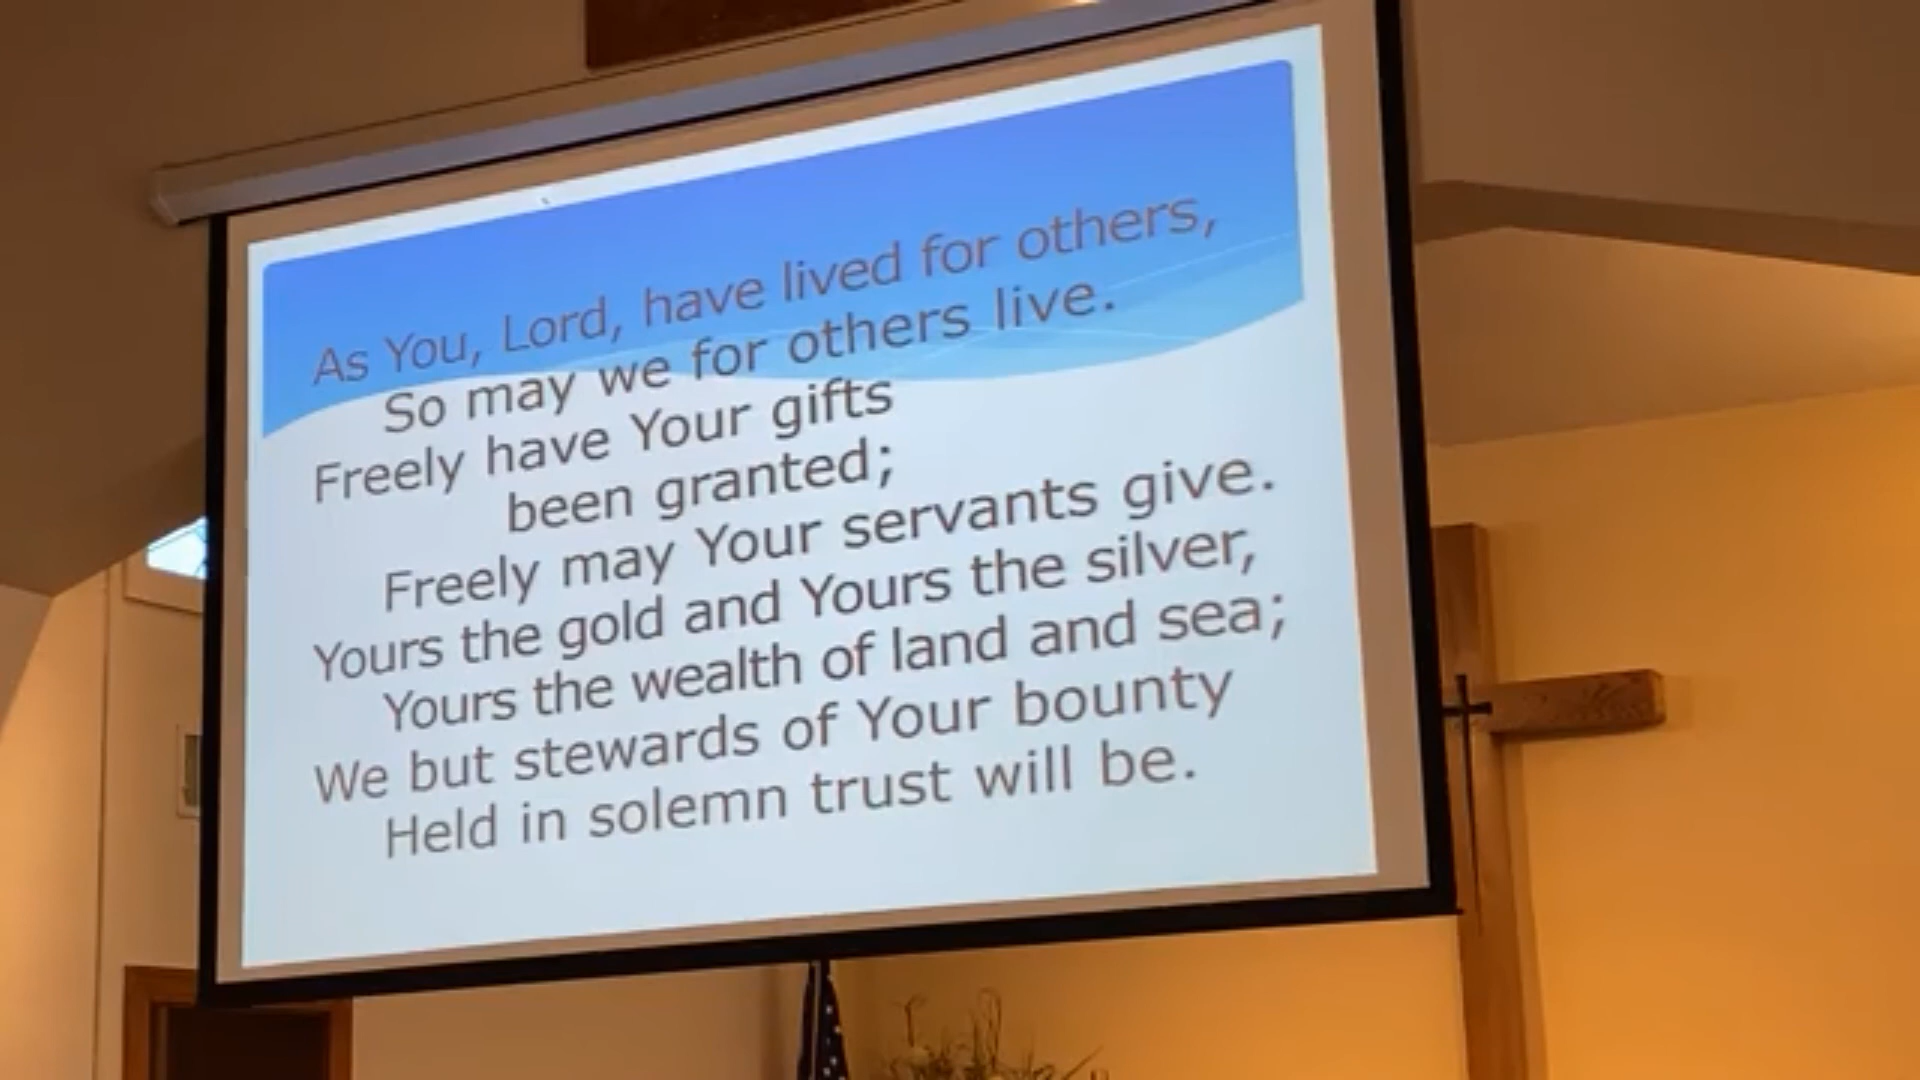 As You, Lord, have lived for others,
So may we for others live.
Freely have Your gifts
been granted;
Freely may Your servants give.
Yours the gold and Yours the silver,
Yours the wealth of land and sea;
We but stewards of Your bounty
Held in solemn trust will be.